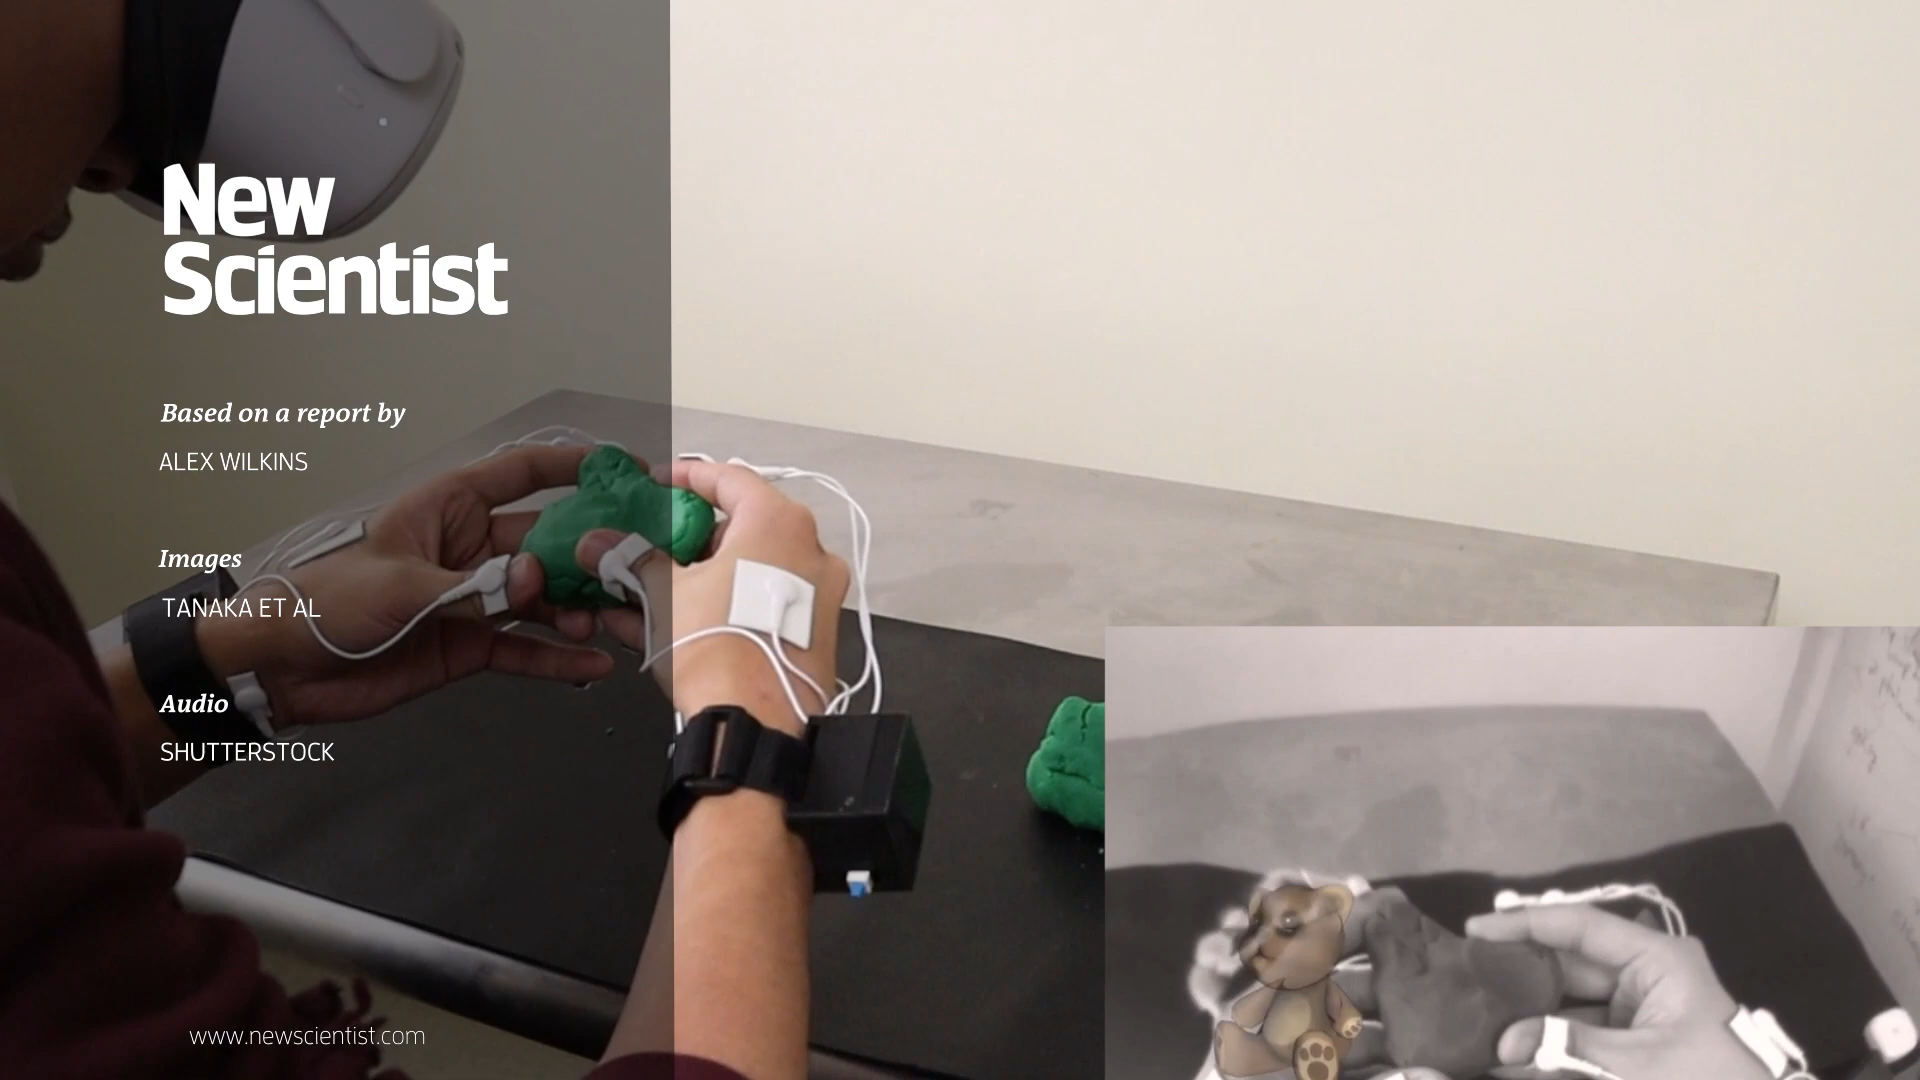 New
Scientist
Based on a report by
ALEX WILKINS
Images
TANAKA ET AL
Audio
SHUTTERSTOCK
www.newscientist.com